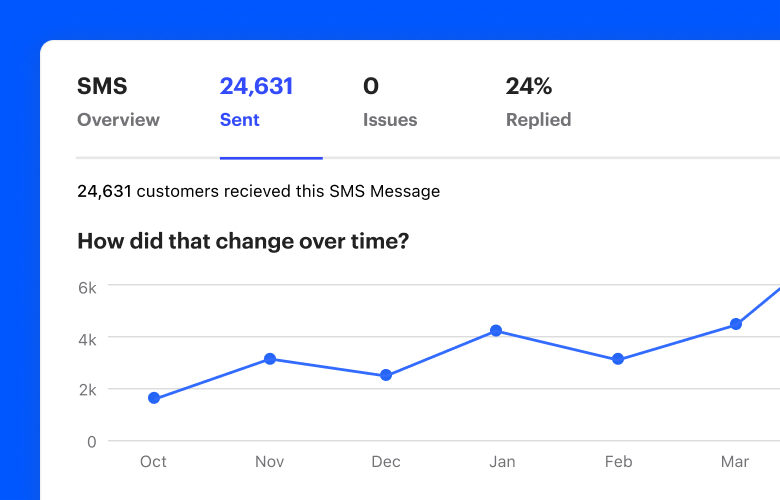 SMS 24,631 0 24%
Overview Sent Issues Replied
24,631 customers recieved this SMS Message
How did that change over time?
6k
4k
2k
0
Oct Nov Dec Jan Feb Mar